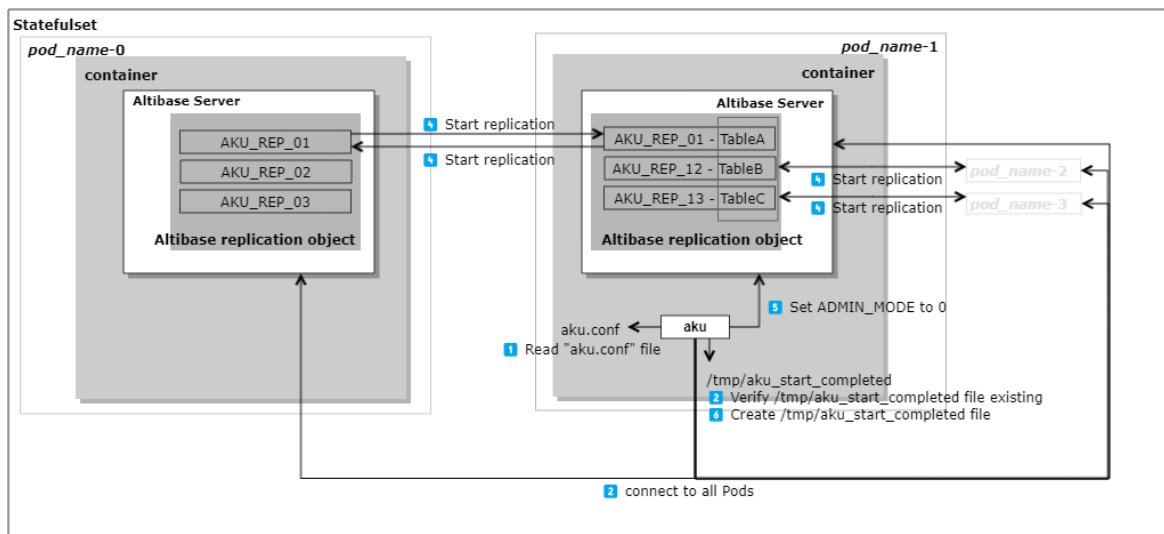 Statefulset
pod_name-0
container
Altibase Server
AKU_REP_01
AKU_REP_02
AKU_REP_03
Altibase replication object
4 Start replication
4 Start replication
pod_name-1
container
Altibase Server
AKU_REP_01 - TableA
AKU_REP_12 - TableB
AKU_REP_13 - TableC
Altibase replication object
4 Start replication
4 Start replication
pod_name-2
pod_name-3
5 Set ADMIN_MODE to 0
aku.conf
aku
1 Read "aku.conf" file
/tmp/aku_start_completed
2 Verify /tmp/aku_start_completed file existing
6 Create /tmp/aku_start_completed file
2 connect to all Pods